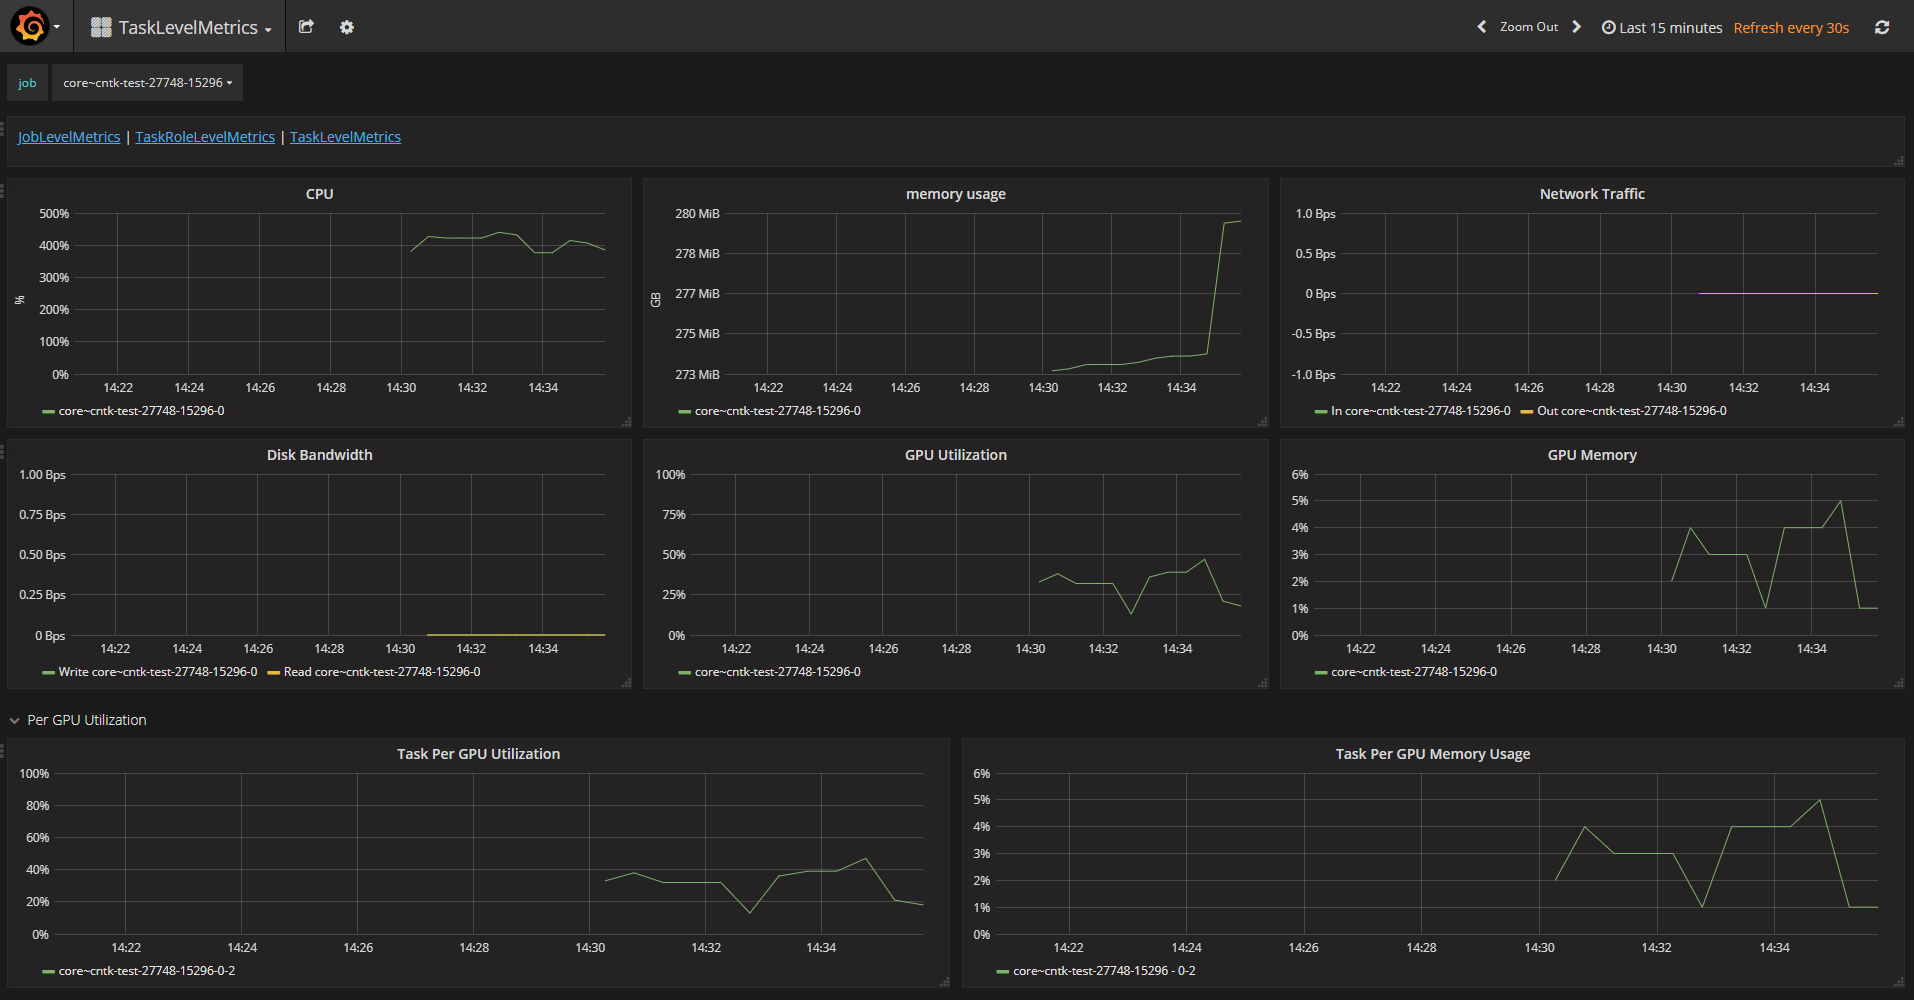 TaskLevelMetrics
Zoom Out
Last 15 minutes Refresh every 30s
job core~cntk-test-27748-15296
JobLevelMetrics | TaskRoleLevelMetrics | TaskLevelMetrics
CPU
500%
400%
300%
200%
100%
0%
%
14:22 14:24 14:26 14:28 14:30 14:32 14:34
core~cntk-test-27748-15296-0
memory usage
280 MiB
278 MiB
277 MiB
275 MiB
273 MiB
GB
14:22 14:24 14:26 14:28 14:30 14:32 14:34
core~cntk-test-27748-15296-0
Network Traffic
1.0 Bps
0.5 Bps
0 Bps
-0.5 Bps
-1.0 Bps
14:22 14:24 14:26 14:28 14:30 14:32 14:34
In core~cntk-test-27748-15296-0 Out core~cntk-test-27748-15296-0
Disk Bandwidth
1.00 Bps
0.75 Bps
0.50 Bps
0.25 Bps
0 Bps
14:22 14:24 14:26 14:28 14:30 14:32 14:34
Write core~cntk-test-27748-15296-0 Read core~cntk-test-27748-15296-0
GPU Utilization
100%
75%
50%
25%
0%
14:22 14:24 14:26 14:28 14:30 14:32 14:34
core~cntk-test-27748-15296-0
GPU Memory
6%
5%
4%
3%
2%
1%
0%
14:22 14:24 14:26 14:28 14:30 14:32 14:34
core~cntk-test-27748-15296-0
Per GPU Utilization
Task Per GPU Utilization
100%
80%
60%
40%
20%
0%
14:22 14:24 14:26 14:28 14:30 14:32 14:34
core~cntk-test-27748-15296-0-2
Task Per GPU Memory Usage
6%
5%
4%
3%
2%
1%
0%
14:22 14:24 14:26 14:28 14:30 14:32 14:34
core~cntk-test-27748-15296 - 0-2